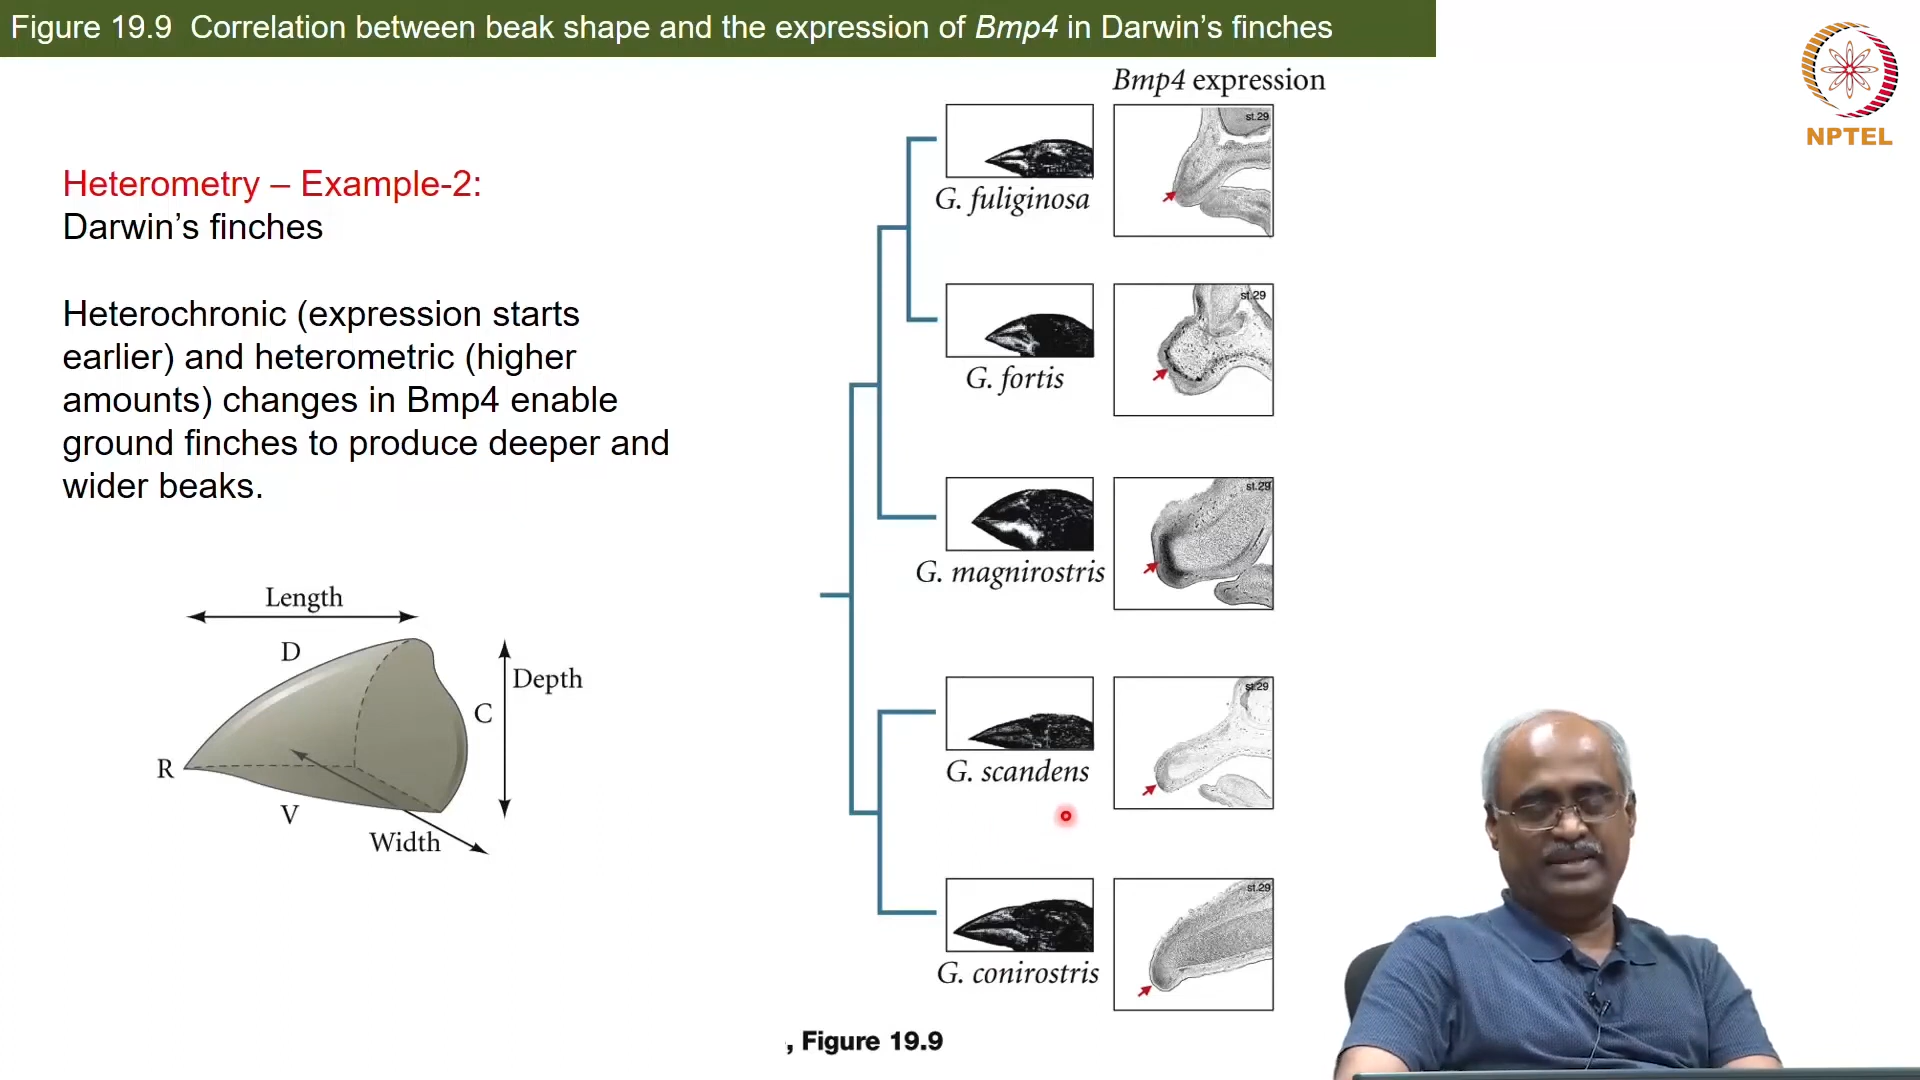 Figure 19.9 Correlation between beak shape and the expression of Bmp4 in Darwin's finches
NPTEL
Heterometry – Example-2:
Darwin's finches
Heterochronic (expression starts
earlier) and heterometric (higher
amounts) changes in Bmp4 enable
ground finches to produce deeper and
wider beaks.
Length
D
Depth
C
R
V
Width
Bmp4 expression
st.29
G. fuliginosa
st.29
G. fortis
st.29
G. magnirostris
st.29
G. scandens
st.29
G. conirostris
, Figure 19.9